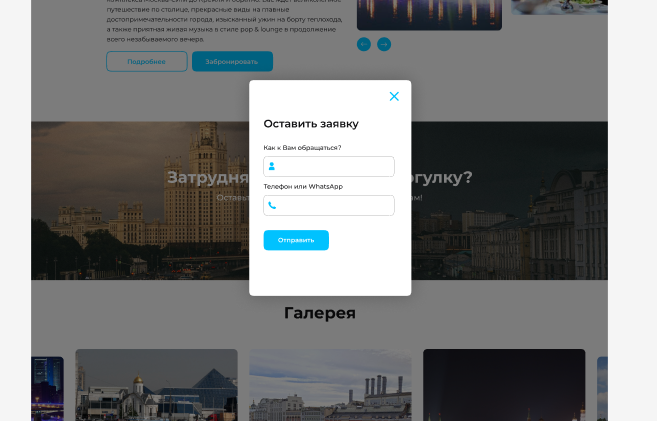 путешествие по столице, прекрасные виды на главные
достопримечательности города, изысканный ужин на борту теплохода,
а также приятная живая музыка в стиле pop & lounge в продолжение
всего незабываемого вечера.
Подробнее
Забронировать
Оставить заявку
Как к Вам обращаться?
Телефон или WhatsApp
Отправить
Затрудня
огулку?
Оставьт
ам!
Галерея